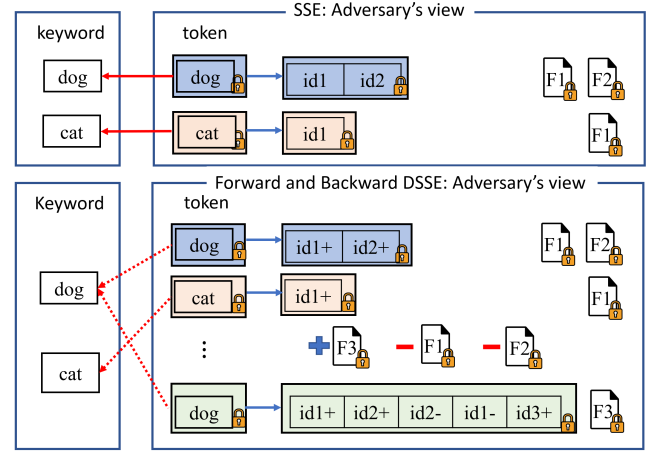 SSE: Adversary's view
keyword
token
dog
dog
id1
id2
F1
F2
cat
cat
id1
F1
Forward and Backward DSSE: Adversary's view
Keyword
token
dog
id1+
id2+
F1
F2
dog
cat
id1+
F1
F3
F1
F2
cat
dog
id1+
id2+
id2-
id1-
id3+
F3